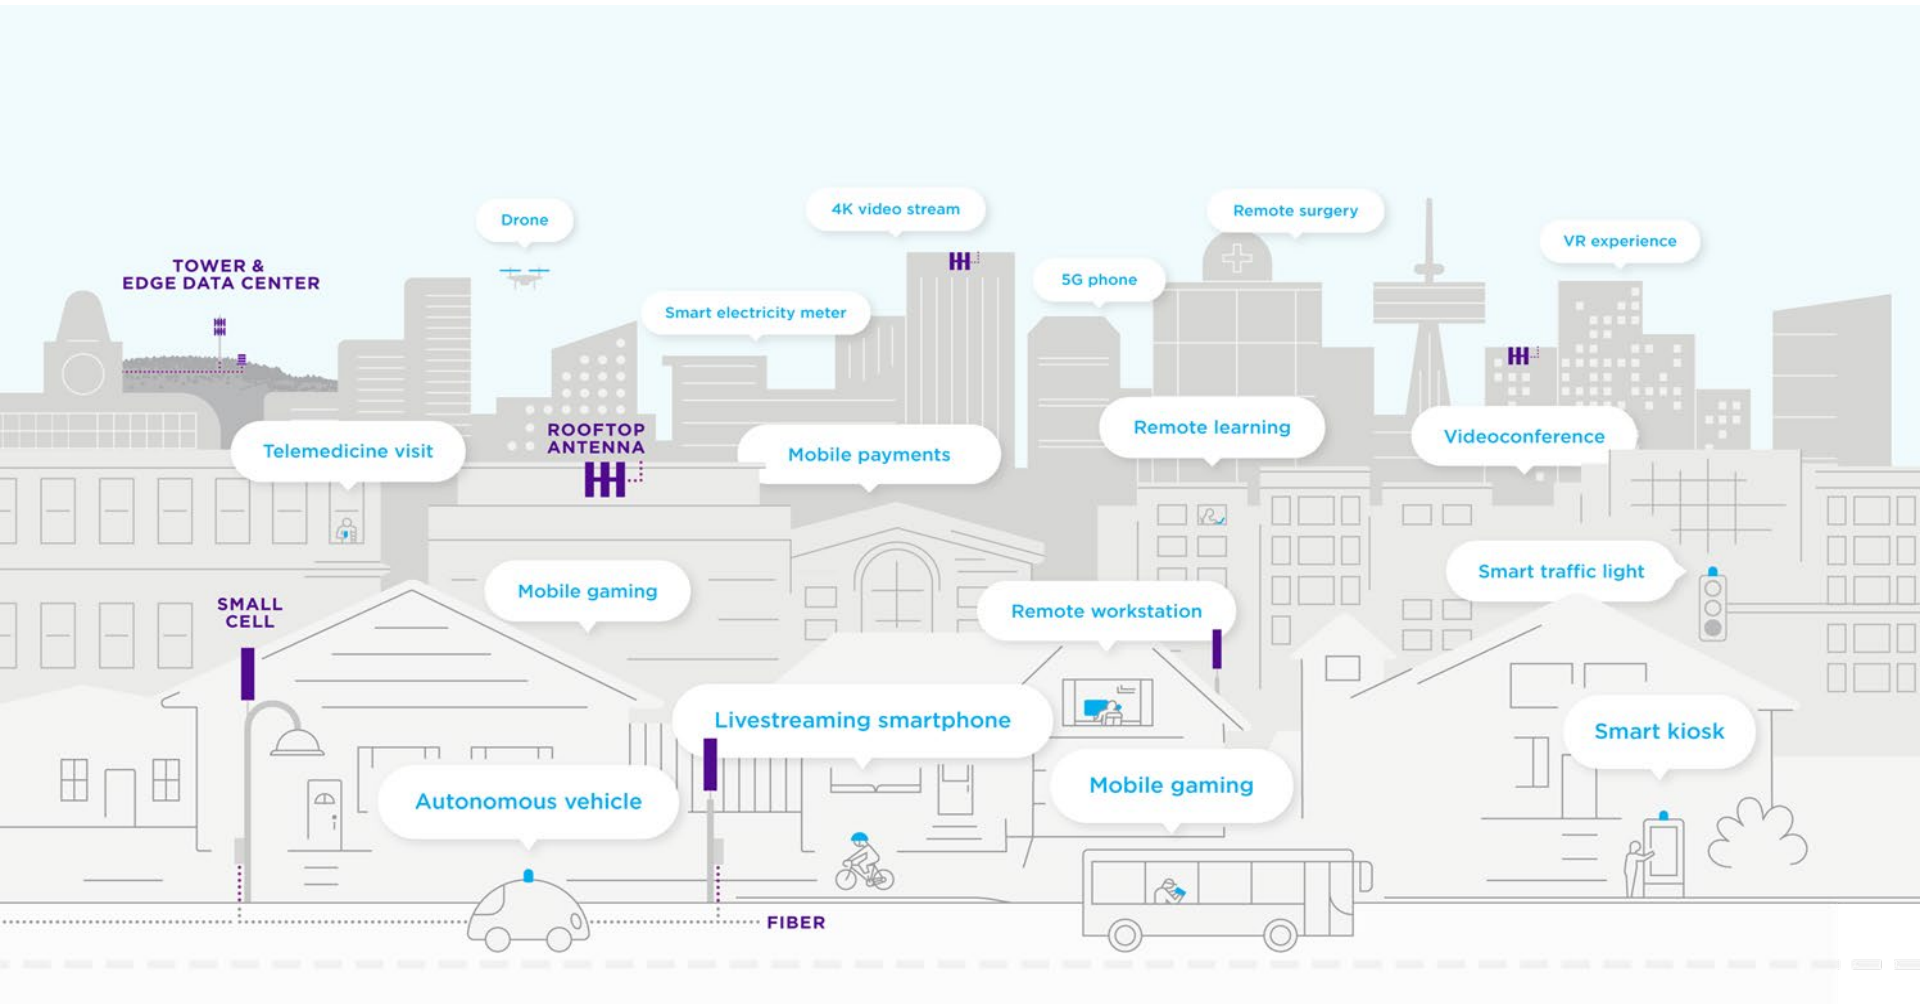 Drone
4K video stream
Remote surgery
VR experience
TOWER &
EDGE DATA CENTER
5G phone
Smart electricity meter
ROOFTOP
ANTENNA
Telemedicine visit
Mobile payments
Remote learning
Videoconference
Mobile gaming
Smart traffic light
SMALL
CELL
Remote workstation
Livestreaming smartphone
Smart kiosk
Autonomous vehicle
Mobile gaming
FIBER